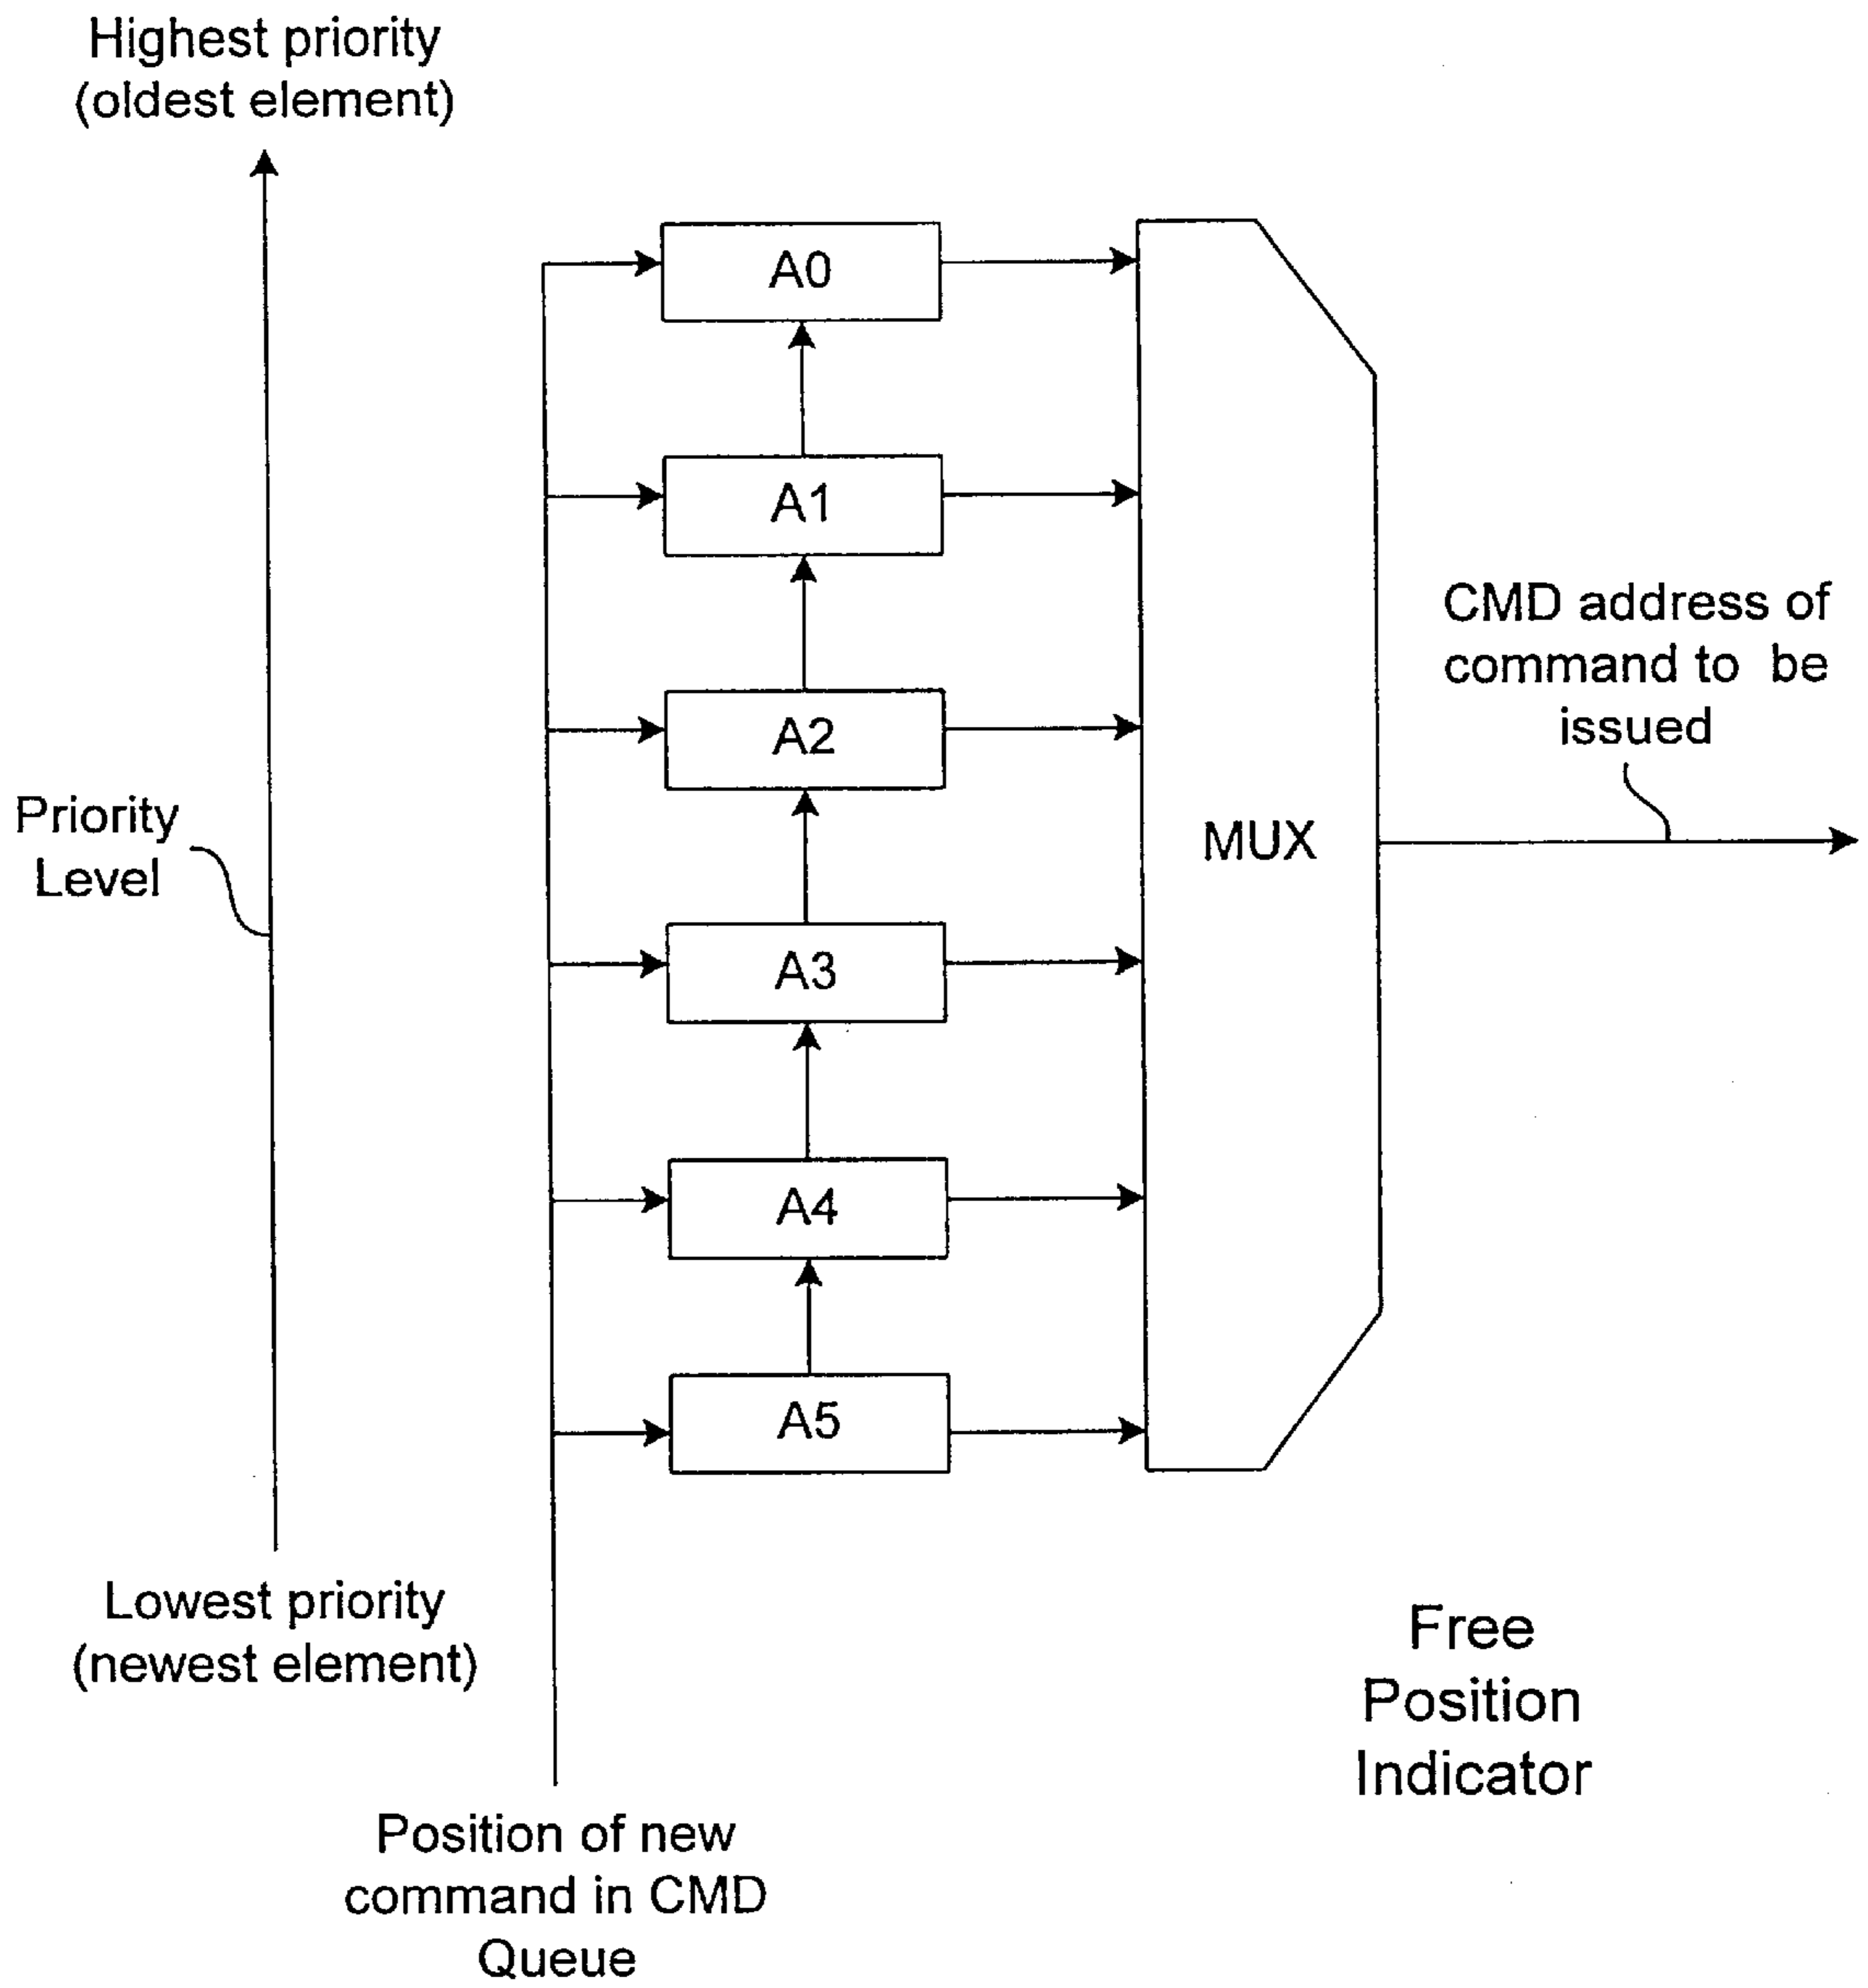 Highest priority
(oldest element)
A0
A1
CMD address of
command to be
issued
A2
Priority
Level
MUX
A3
A4
A5
Lowest priority
(newest element)
Free
Position
Indicator
Position of new
command in CMD
Queue